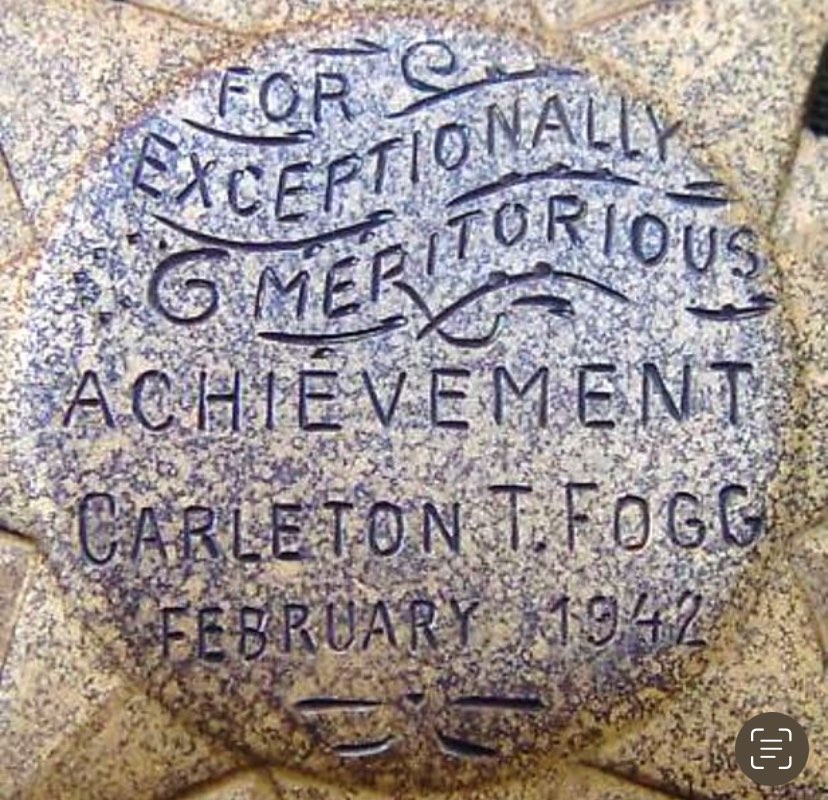 FOR
EXCEPTIONALLY
MERITORIOUS
ACHIEVEMENT
CARLETON T. FOGG
FEBRUARY 1942